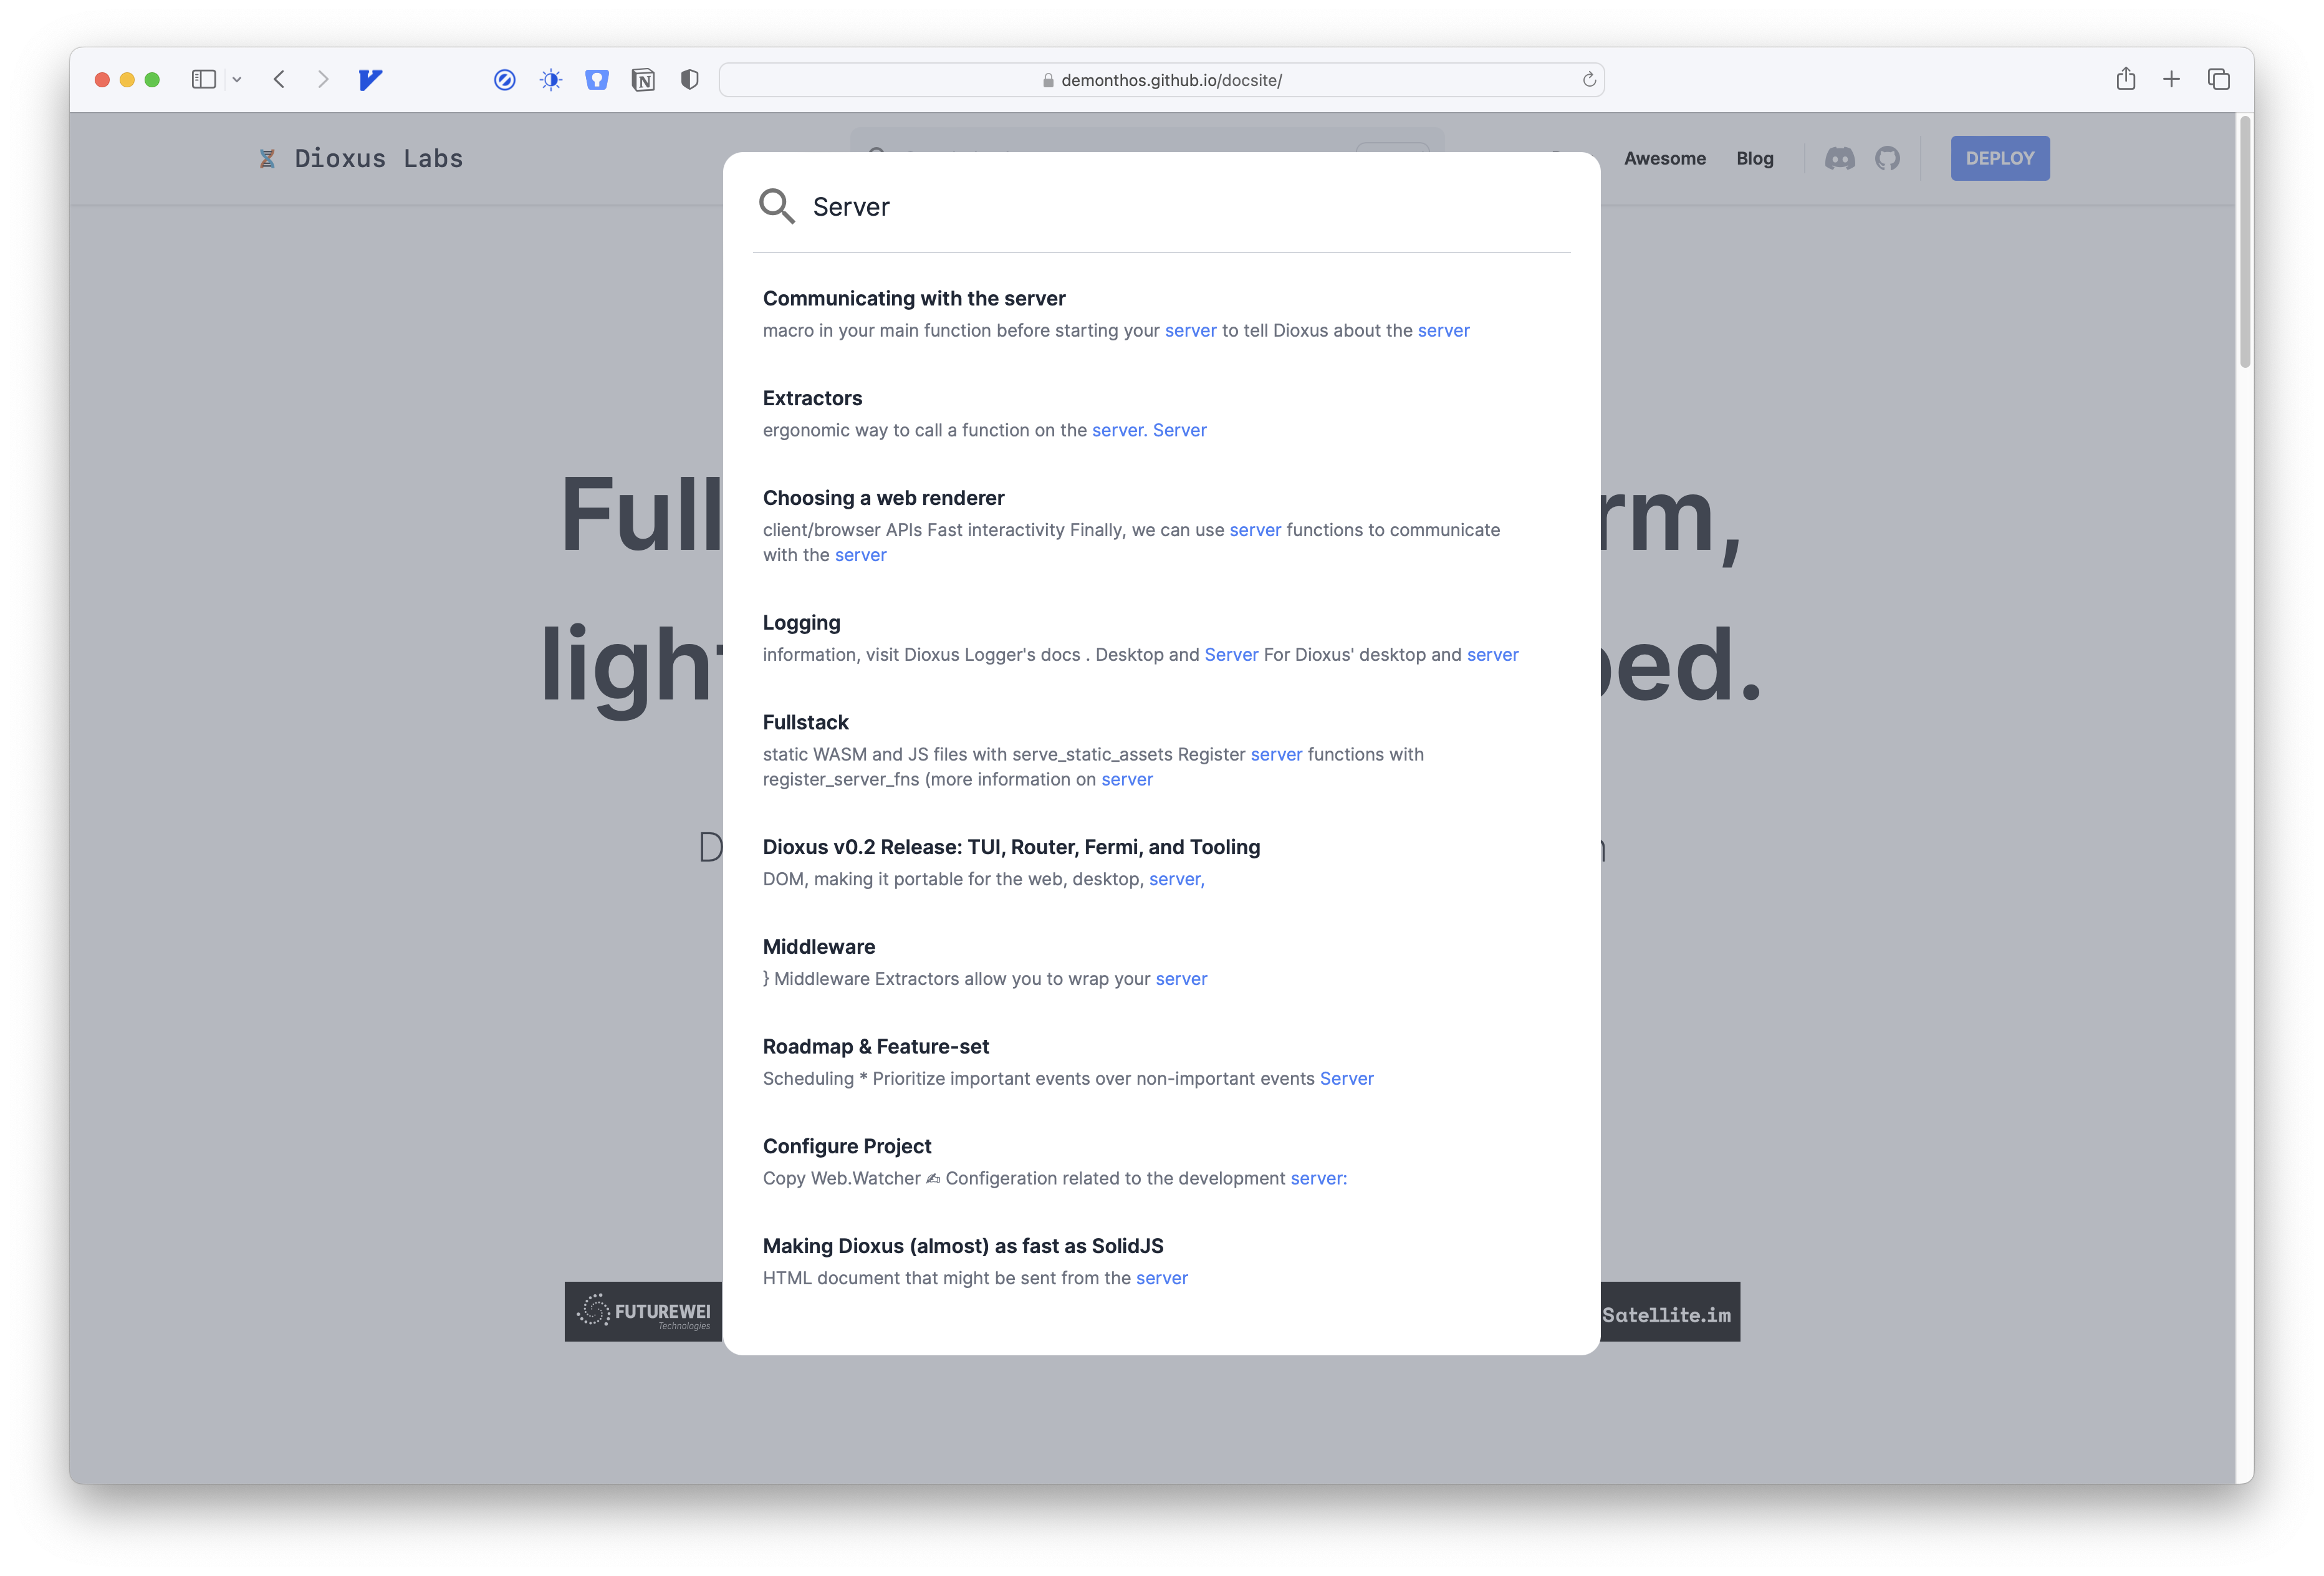 demonthos.github.io/docsite/
Dioxus Labs
Awesome
Blog
DEPLOY
Server
Communicating with the server
macro in your main function before starting your server to tell Dioxus about the server
Extractors
ergonomic way to call a function on the server. Server
Choosing a web renderer
client/browser APIs Fast interactivity Finally, we can use server functions to communicate
with the server
Logging
information, visit Dioxus Logger's docs . Desktop and Server For Dioxus' desktop and server
Fullstack
static WASM and JS files with serve_static_assets Register server functions with
register_server_fns (more information on server
Dioxus v0.2 Release: TUI, Router, Fermi, and Tooling
DOM, making it portable for the web, desktop, server,
Middleware
} Middleware Extractors allow you to wrap your server
Roadmap & Feature-set
Scheduling * Prioritize important events over non-important events Server
Configure Project
Copy Web.Watcher ✍ Configeration related to the development server:
Making Dioxus (almost) as fast as SolidJS
HTML document that might be sent from the server
Full
rm,
FUTUREWEI
Technologies
Satellite.im